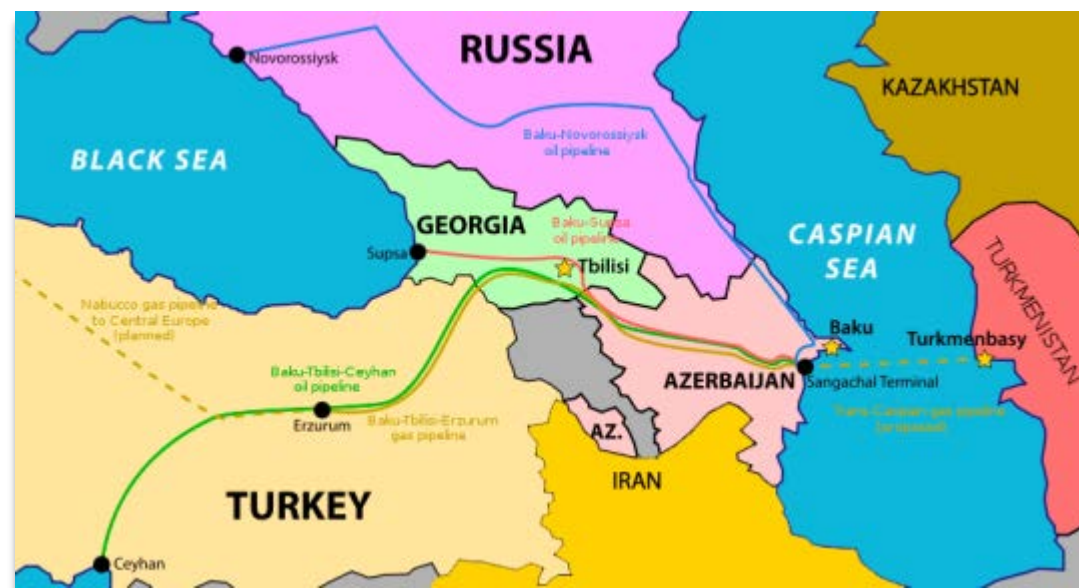 RUSSIA
Novorossiysk
KAZAKHSTAN
Baku-Novorossiysk
oil pipeline
BLACK SEA
GEORGIA
Baku-Supsa
oil pipeline
Supsa
Tbilisi
CASPIAN
SEA
TURKMENISTAN
Nabucco gas pipeline
to Central Europe
(planned)
Baku
Turkmenbasy
Baku-Tbilisi-Ceyhan
oil pipeline
AZERBAIJAN
Sangachal Terminal
Erzurum
Baku-Tbilisi-Erzurum
gas pipeline
Trans-Caspian gas pipeline
(proposed)
AZ.
IRAN
TURKEY
Ceyhan